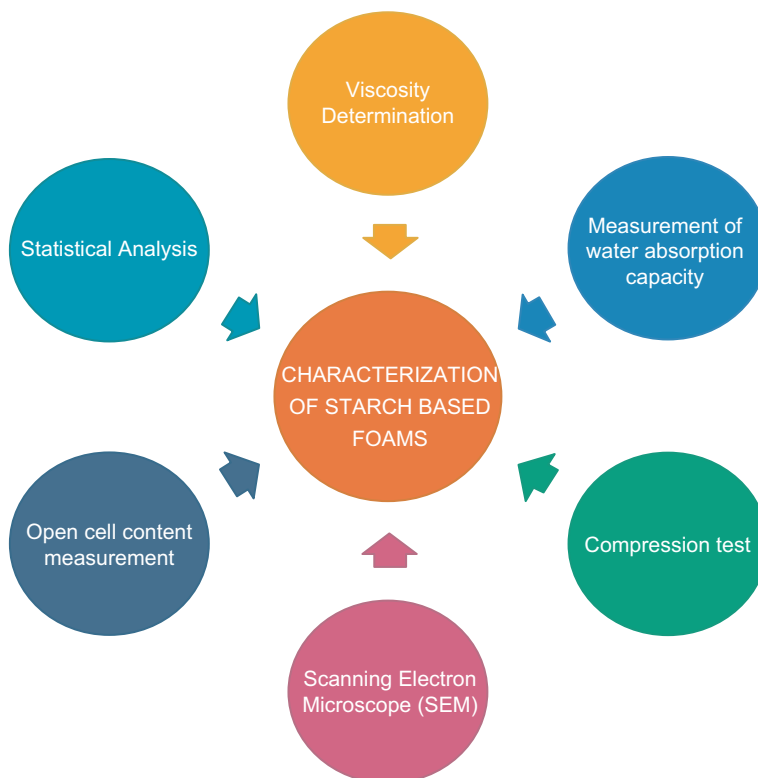 Viscosity
Determination
Measurement of
water absorption
capacity
Statistical Analysis
CHARACTERIZATION
OF STARCH BASED
FOAMS
Open cell content
measurement
Compression test
Scanning Electron
Microscope (SEM)